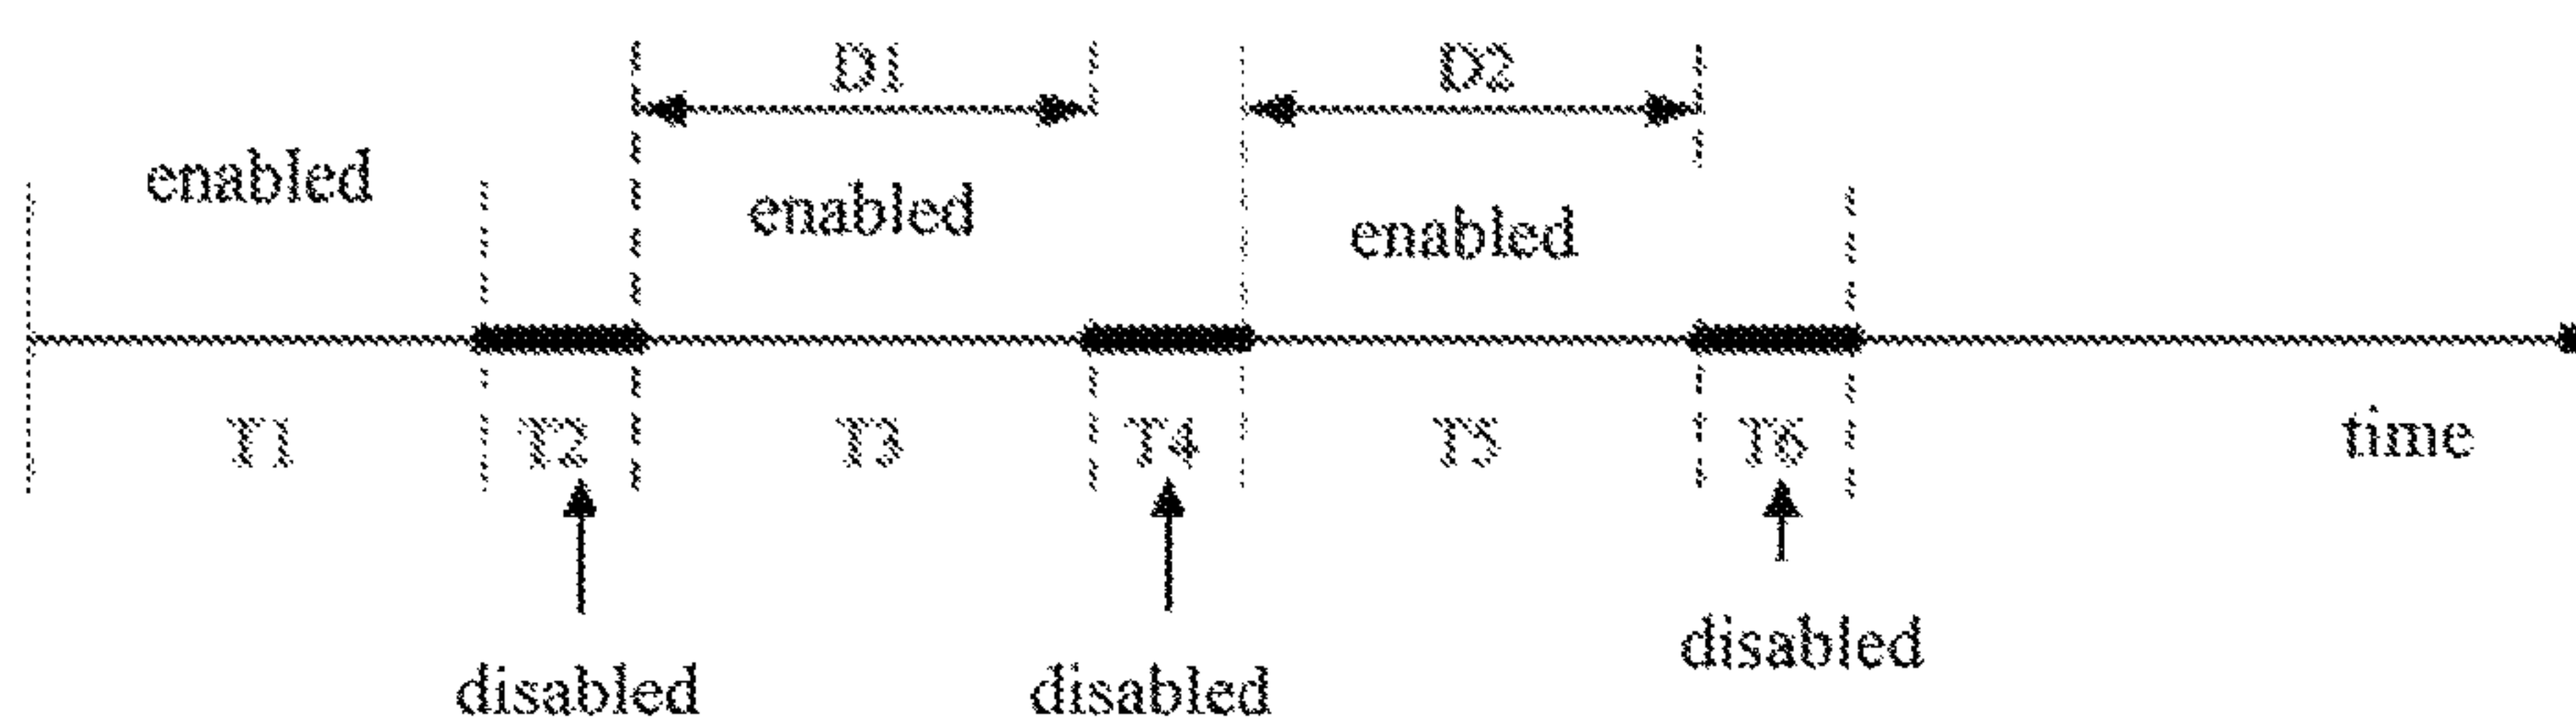 D1
D2
enabled
enabled
enabled
T1
T2
T3
T4
T5
T6
time
disabled
disabled
disabled